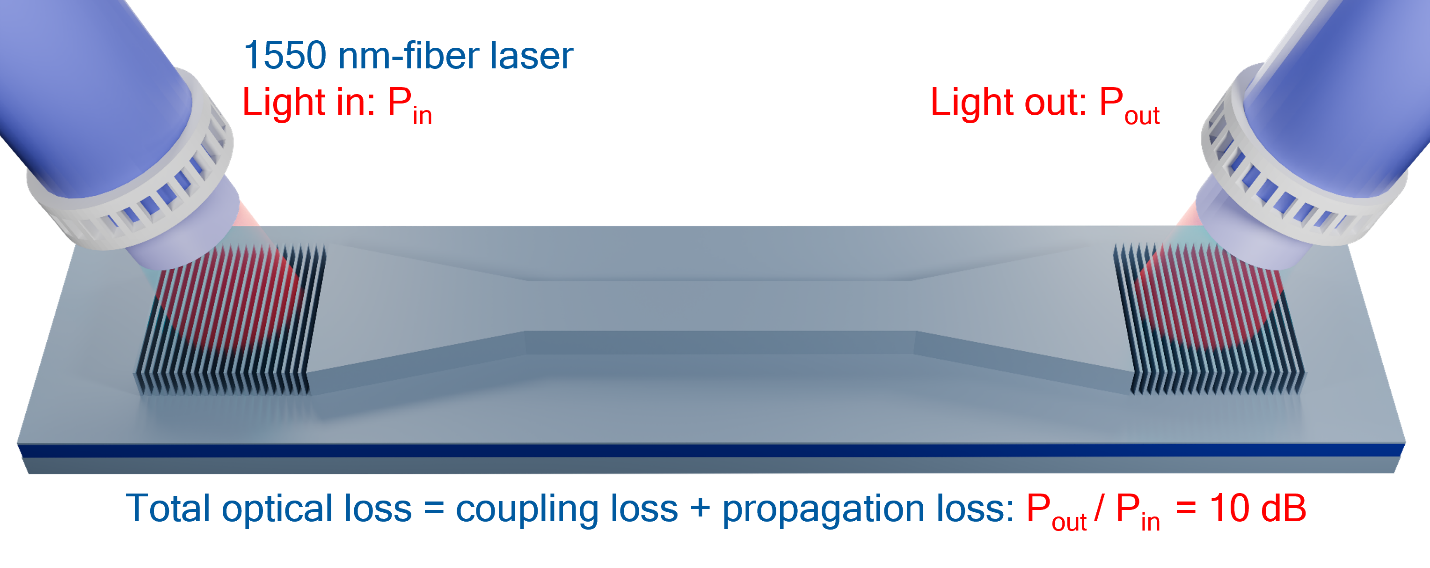 1550 nm-fiber laser
Light in: Pin
Light out: Pout
Total optical loss = coupling loss + propagation loss: Pout / Pin = 10 dB